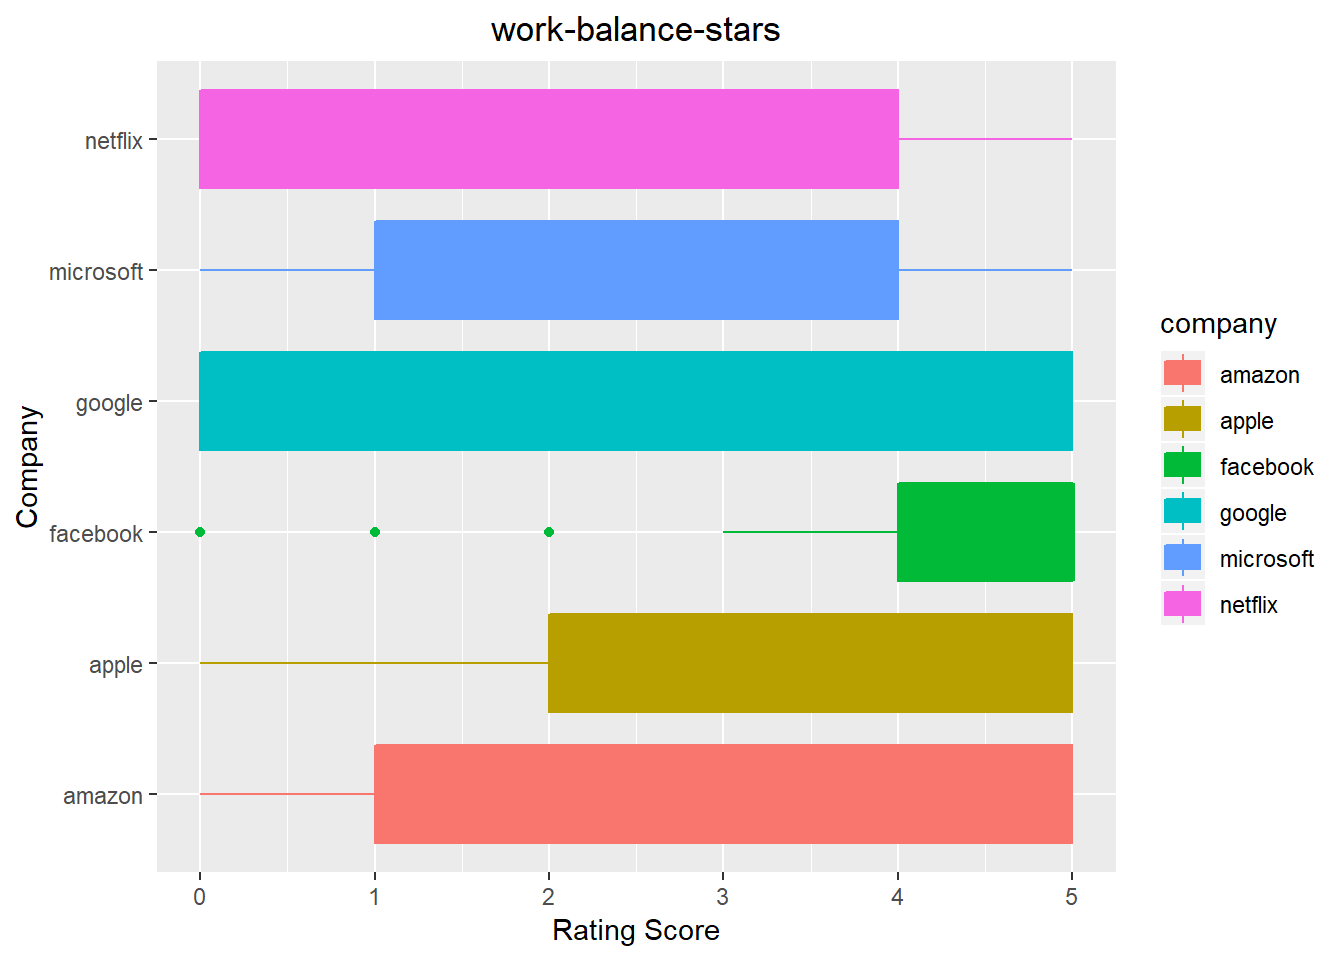 work-balance-stars
Company
netflix
microsoft
google
facebook
apple
amazon
0 1 2 3 4 5
Rating Score
company
amazon
apple
facebook
google
microsoft
netflix